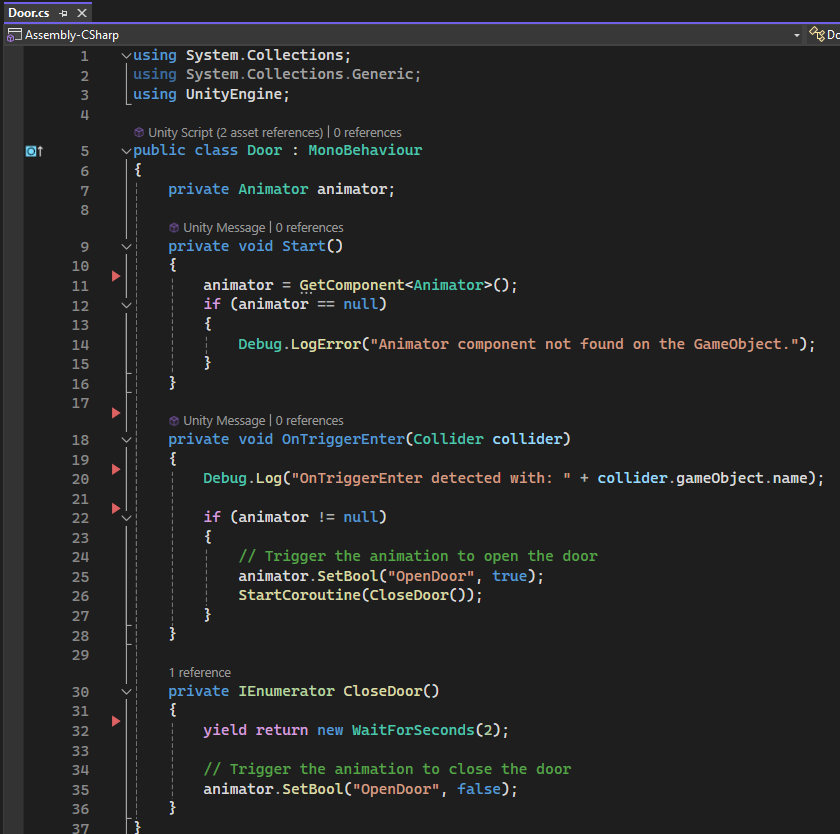 Door.cs
Assembly-CSharp
Do
1 using System.Collections;
2 using System.Collections.Generic;
3 using UnityEngine;
4
Unity Script (2 asset references) | 0 references
5 public class Door : MonoBehaviour
6 {
7 private Animator animator;
8
Unity Message | 0 references
9 private void Start()
10 {
11 animator = GetComponent<Animator>();
12 if (animator == null)
13 {
14 Debug.LogError("Animator component not found on the GameObject.");
15 }
16 }
17
Unity Message | 0 references
18 private void OnTriggerEnter(Collider collider)
19 {
20 Debug.Log("OnTriggerEnter detected with: " + collider.gameObject.name);
21
22 if (animator != null)
23 {
24 // Trigger the animation to open the door
25 animator.SetBool("OpenDoor", true);
26 StartCoroutine(CloseDoor());
27 }
28 }
29
1 reference
30 private IEnumerator CloseDoor()
31 {
32 yield return new WaitForSeconds(2);
33
34 // Trigger the animation to close the door
35 animator.SetBool("OpenDoor", false);
36 }
37 }